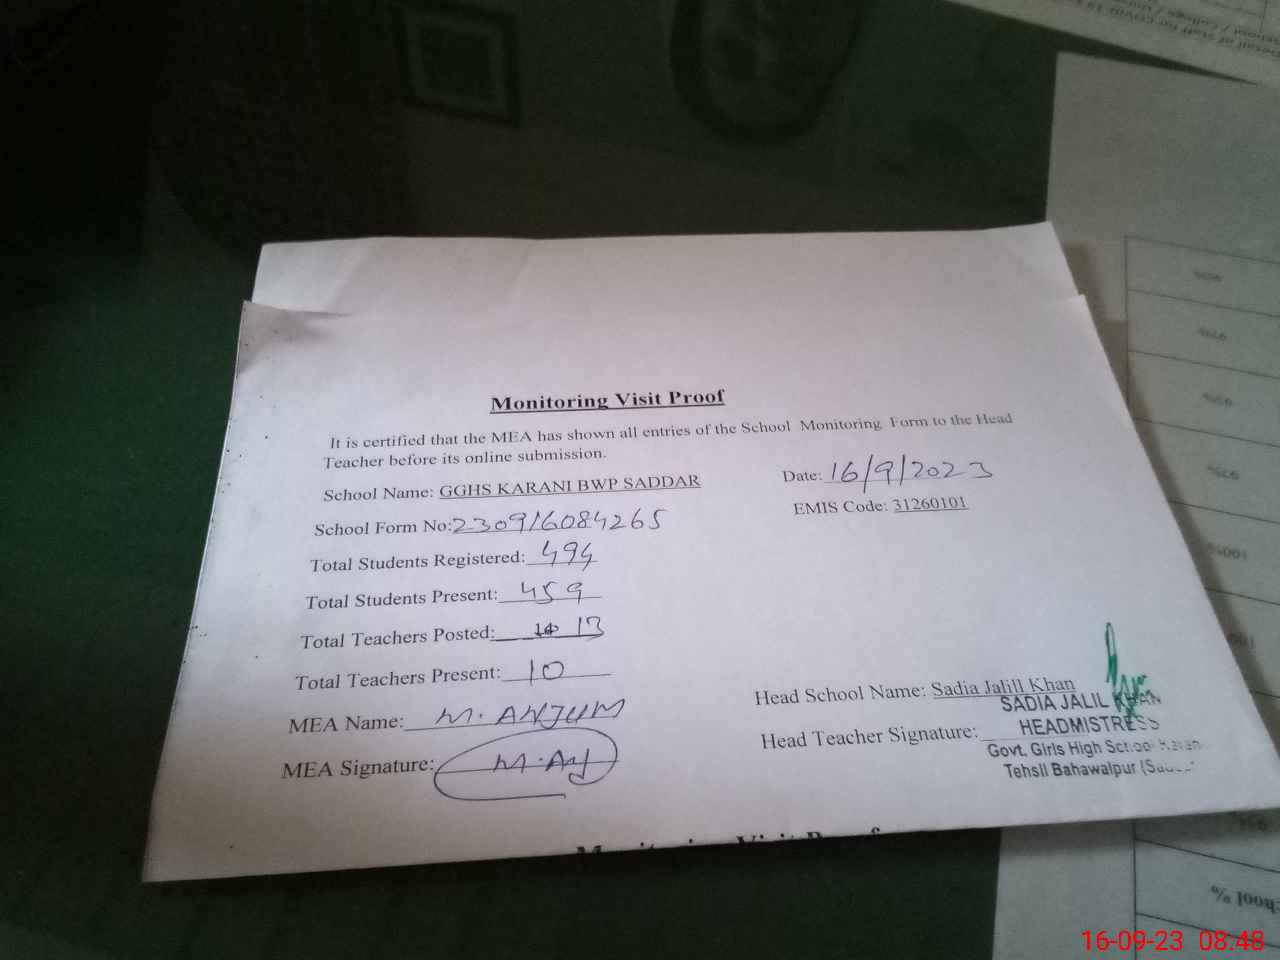 Monitoring Visit Proof
It is certified that the MEA has shown all entries of the School Monitoring Form to the Head
Teacher before its online submission.
School Name: GGHS KARANI BWP SADDAR
Date: 16/9/2023
School Form No: 230916084265
EMIS Code: 31260101
Total Students Registered: 494
Total Students Present: 459
Total Teachers Posted: 13
Total Teachers Present: 10
MEA Name: M. ANJUM
Head School Name: Sadia Jalill Khan
SADIA JALIL KHAN
MEA Signature:
Head Teacher Signature:
HEADMISTRESS
Govt. Girls High School
Tehsil Bahawalpur
Monitoring Visit Proof
16-09-23 08:48